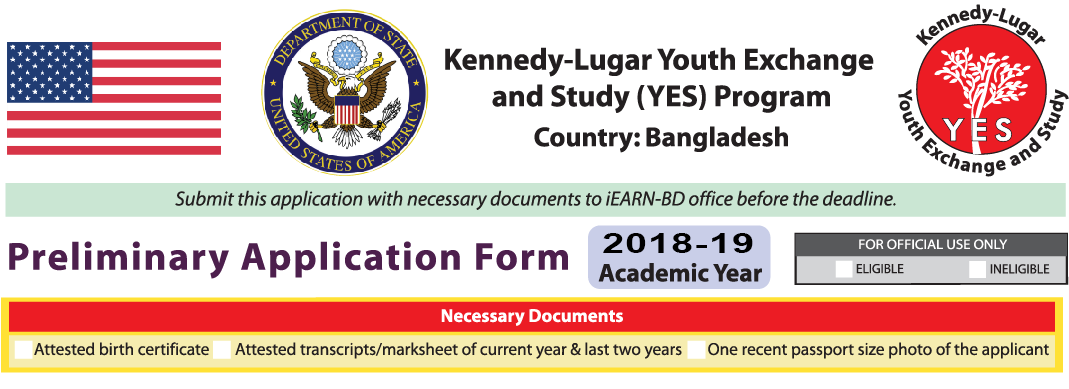 DEPARTMENT OF STATE
UNITED STATES OF AMERICA
Kennedy-Lugar Youth Exchange
and Study (YES) Program
Country: Bangladesh
Kennedy-Lugar
YES
Youth Exchange and Study
Submit this application with necessary documents to iEARN-BD office before the deadline.
Preliminary Application Form
2018-19
Academic Year
FOR OFFICIAL USE ONLY
ELIGIBLE INELIGIBLE
Necessary Documents
Attested birth certificate Attested transcripts/marksheet of current year & last two years One recent passport size photo of the applicant